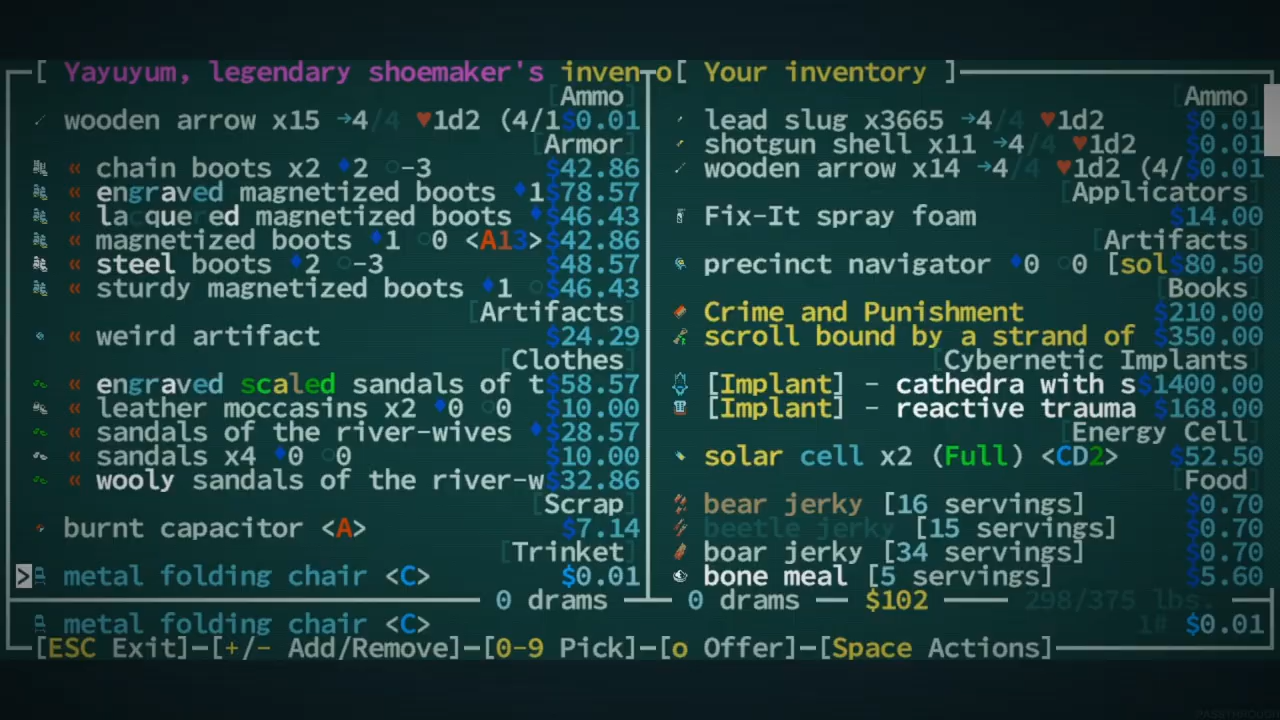 [ Yayuyum, legendary shoemaker's inven
[Ammo]
wooden arrow x15 →4/4 ♥1d2 (4/1 $0.01
[Armor]
« chain boots x2 ♦2 ○-3 $42.86
« engraved magnetized boots ♦1 $78.57
« la que ed magnetized boots ♦ $46.43
« magnetized boots ♦1 ○0 <A13> $42.86
« steel boots ♦2 ○-3 $48.57
« sturdy magnetized boots ♦1 ○ $46.43
[Artifacts]
« weird artifact $24.29
[Clothes]
« engraved scaled sandals of t $58.57
« leather moccasins x2 ♦0 ○0 $10.00
« sandals of the river-wives ♦ $28.57
« sandals x4 ♦0 ○0 $10.00
« wooly sandals of the river-w $32.86
[Scrap]
burnt capacitor <A> $7.14
[Trinket]
> metal folding chair <C> $0.01
0 drams
o[ Your inventory ]
[Ammo]
lead slug x3665 →4/4 ♥1d2 $0.01
shotgun shell x11 →4/4 ♥1d2 $0.01
wooden arrow x14 →4/4 ♥1d2 (4/ $0.01
[Applicators]
Fix-It spray foam $14.00
[Artifacts]
precinct navigator ♦0 ○0 [sol $80.50
[Books]
Crime and Punishment $210.00
scroll bound by a strand of $350.00
[Cybernetic Implants]
[Implant] - cathedra with s $1400.00
[Implant] - reactive trauma $168.00
[Energy Cell]
solar cell x2 (Full) <CD2> $52.50
[Food]
bear jerky [16 servings] $0.70
beetle jerky [15 servings] $0.70
boar jerky [34 servings] $0.70
bone meal [5 servings] $5.60
0 drams — $102 — 298/375 lbs.
metal folding chair <C> 1# $0.01
[ESC Exit]-[+/- Add/Remove]-[0-9 Pick]-[o Offer]-[Space Actions]